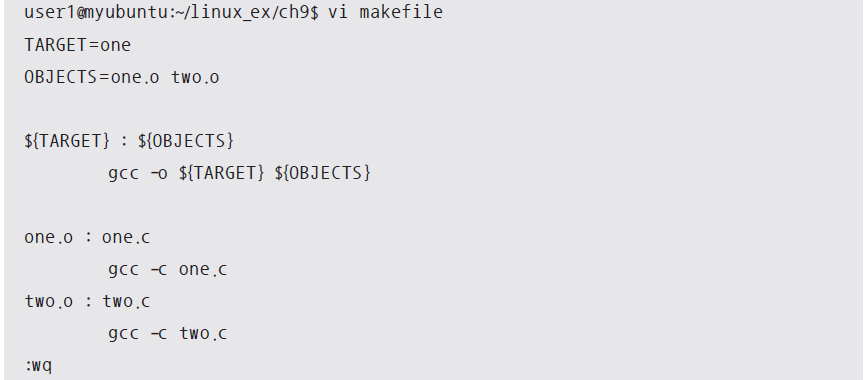 user1@myubuntu:~/linux_ex/ch9$ vi makefile
TARGET=one
OBJECTS=one.o two.o
${TARGET} : ${OBJECTS}
gcc -o ${TARGET} ${OBJECTS}
one.o : one.c
gcc -c one.c
two.o : two.c
gcc -c two.c
:wq